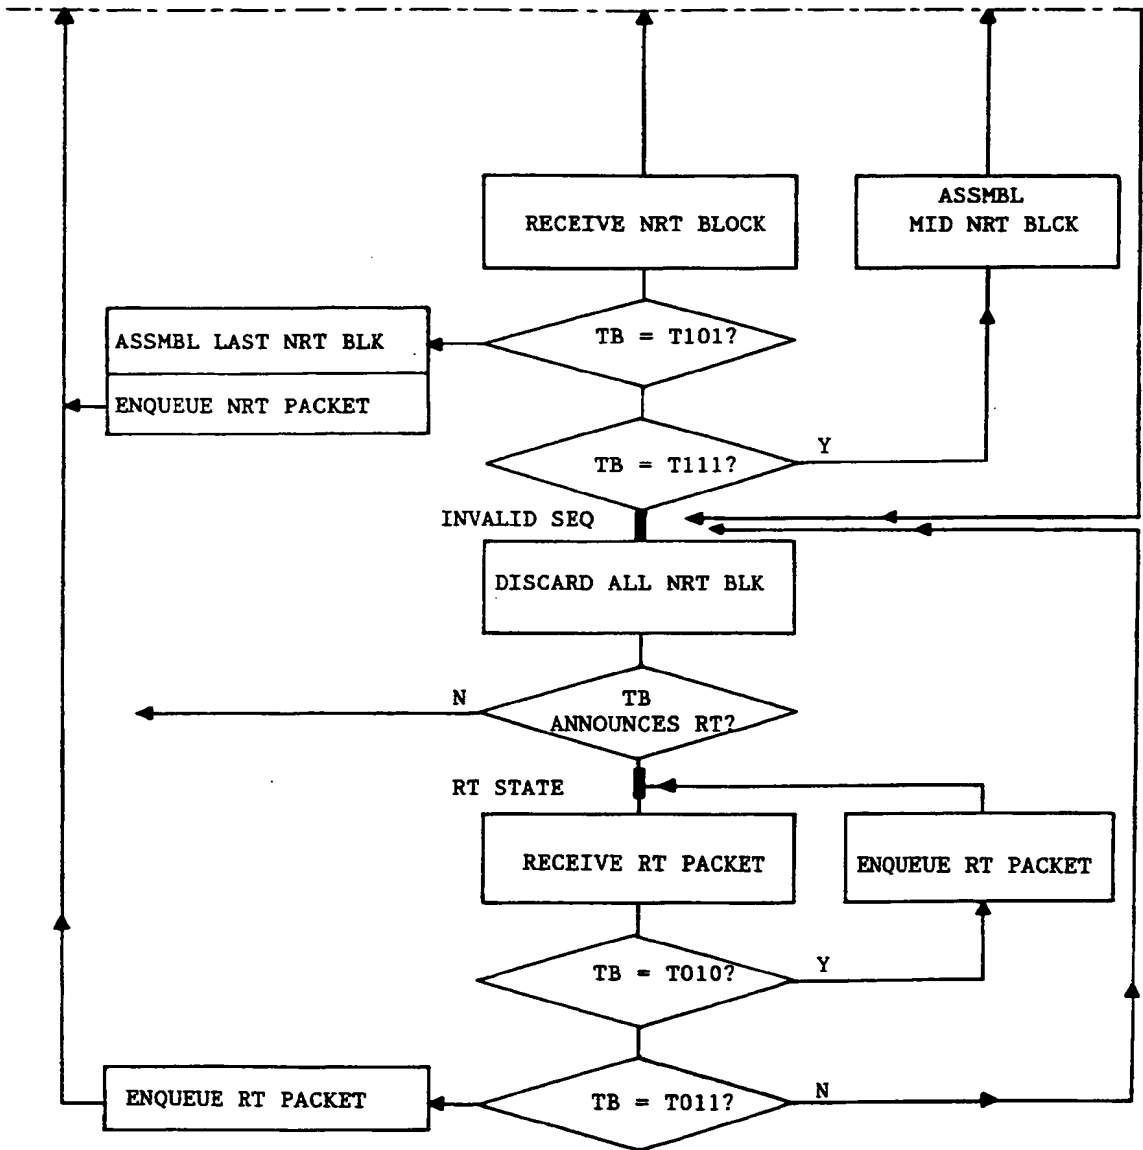 RECEIVE NRT BLOCK
ASSMBL
MID NRT BLCK
TB = T101?
ASSMBL LAST NRT BLK
ENQUEUE NRT PACKET
TB = T111?
Y
INVALID SEQ
DISCARD ALL NRT BLK
N
TB
ANNOUNCES RT?
RT STATE
RECEIVE RT PACKET
ENQUEUE RT PACKET
TB = T010?
Y
ENQUEUE RT PACKET
TB = T011?
N